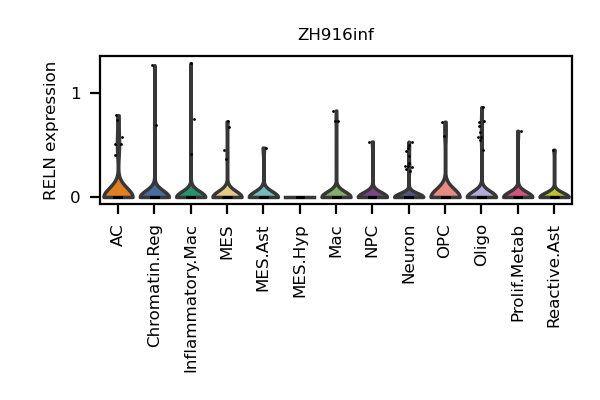 ZH916inf
RELN expression
1
0
AC
Chromatin.Reg
Inflammatory.Mac
MES
MES.Ast
MES.Hyp
Mac
NPC
Neuron
OPC
Oligo
Prolif.Metab
Reactive.Ast